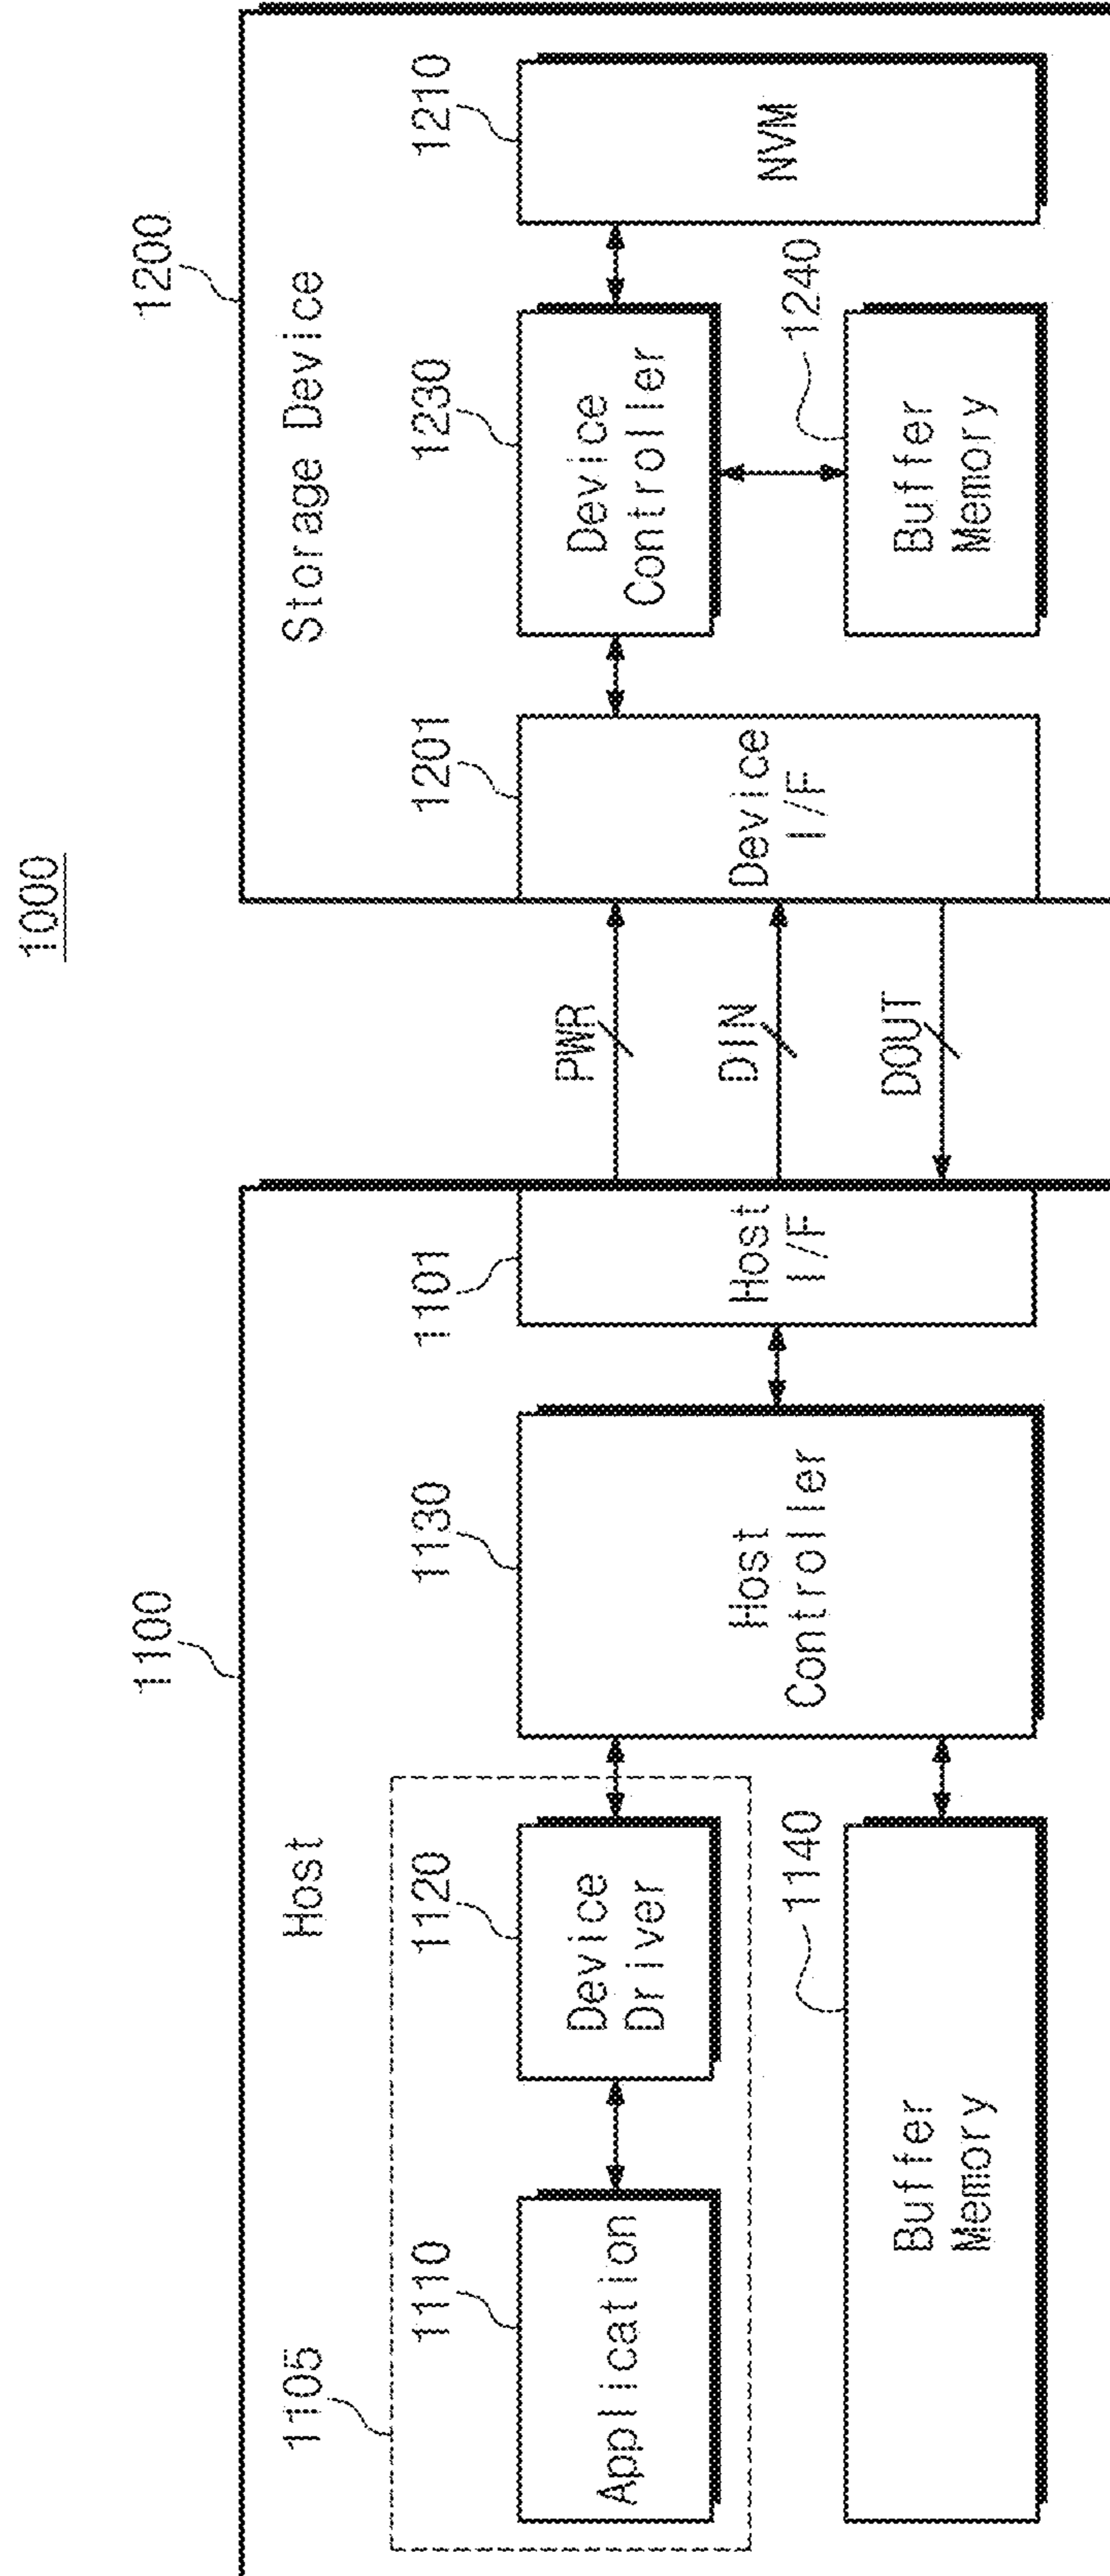 1000
1100
1200
Host
Storage Device
1105
1110
1120
1130
1101
1201
1230
1210
Application
Device
Driver
Host
Controller
Host
I/F
PWR
DIN
DOUT
Device
I/F
Device
Controller
NVM
1140
1240
Buffer
Memory
Buffer
Memory